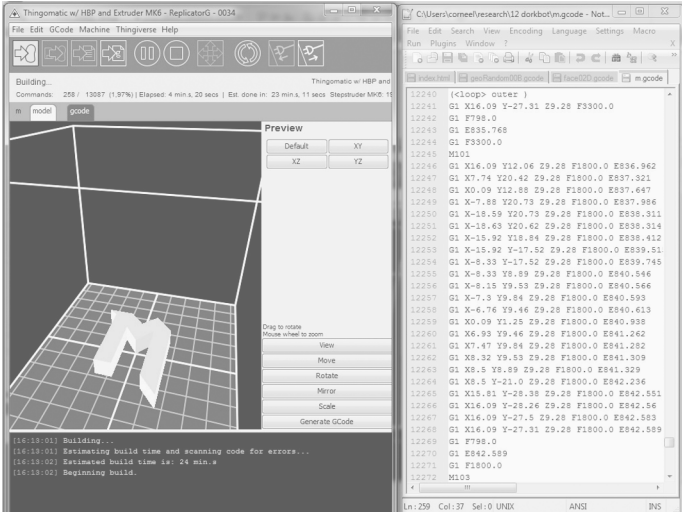 Thingomatic w/ HBP and Extruder MK6 - ReplicatorG - 0034
File Edit GCode Machine Thingiverse Help
Building...
Thingomatic w/ HBP and
Commands: 258 / 13087 (1.97%) | Elapsed: 4 min.s, 20 secs | Est. done in: 23 min.s, 11 secs Stepstruder MK6: 19
m model gcode
Preview
Default XY
XZ YZ
Drag to rotate
Mouse wheel to zoom
View
Move
Rotate
Mirror
Scale
Generate GCode
[16:13:01] Building...
[16:13:01] Estimating build time and scanning code for errors...
[16:13:02] Estimated build time is: 24 min.s
[16:13:02] Beginning build.
C:\Users\corneel\research\12 dorkbot\m.gcode - Not...
File Edit Search View Encoding Language Settings Macro
Run Plugins Window ? X
index.html geoRandom00B.gcode face02D.gcode m.gcode
12240 (<loop> outer )
12241 G1 X16.09 Y-27.31 Z9.28 F3300.0
12242 G1 F798.0
12243 G1 E835.768
12244 G1 F3300.0
12245 M101
12246 G1 X16.09 Y12.06 Z9.28 F1800.0 E836.962
12247 G1 X7.74 Y20.42 Z9.28 F1800.0 E837.321
12248 G1 X0.09 Y12.88 Z9.28 F1800.0 E837.647
12249 G1 X-7.88 Y20.73 Z9.28 F1800.0 E837.986
12250 G1 X-18.59 Y20.73 Z9.28 F1800.0 E838.311
12251 G1 X-18.63 Y20.62 Z9.28 F1800.0 E838.314
12252 G1 X-15.92 Y18.84 Z9.28 F1800.0 E838.412
12253 G1 X-15.92 Y-17.52 Z9.28 F1800.0 E839.51
12254 G1 X-8.33 Y-17.52 Z9.28 F1800.0 E839.745
12255 G1 X-8.33 Y8.89 Z9.28 F1800.0 E840.546
12256 G1 X-8.15 Y9.53 Z9.28 F1800.0 E840.566
12257 G1 X-7.3 Y9.84 Z9.28 F1800.0 E840.593
12258 G1 X-6.76 Y9.46 Z9.28 F1800.0 E840.613
12259 G1 X0.09 Y1.25 Z9.28 F1800.0 E840.938
12260 G1 X6.93 Y9.46 Z9.28 F1800.0 E841.262
12261 G1 X7.47 Y9.84 Z9.28 F1800.0 E841.282
12262 G1 X8.32 Y9.53 Z9.28 F1800.0 E841.309
12263 G1 X8.5 Y8.89 Z9.28 F1800.0 E841.329
12264 G1 X8.5 Y-21.0 Z9.28 F1800.0 E842.236
12265 G1 X15.81 Y-28.38 Z9.28 F1800.0 E842.551
12266 G1 X16.09 Y-28.26 Z9.28 F1800.0 E842.56
12267 G1 X16.09 Y-27.5 Z9.28 F1800.0 E842.583
12268 G1 X16.09 Y-27.31 Z9.28 F1800.0 E842.589
12269 G1 F798.0
12270 G1 E842.589
12271 G1 F1800.0
12272 M103
Ln : 259 Col : 37 Sel : 0 UNIX ANSI INS